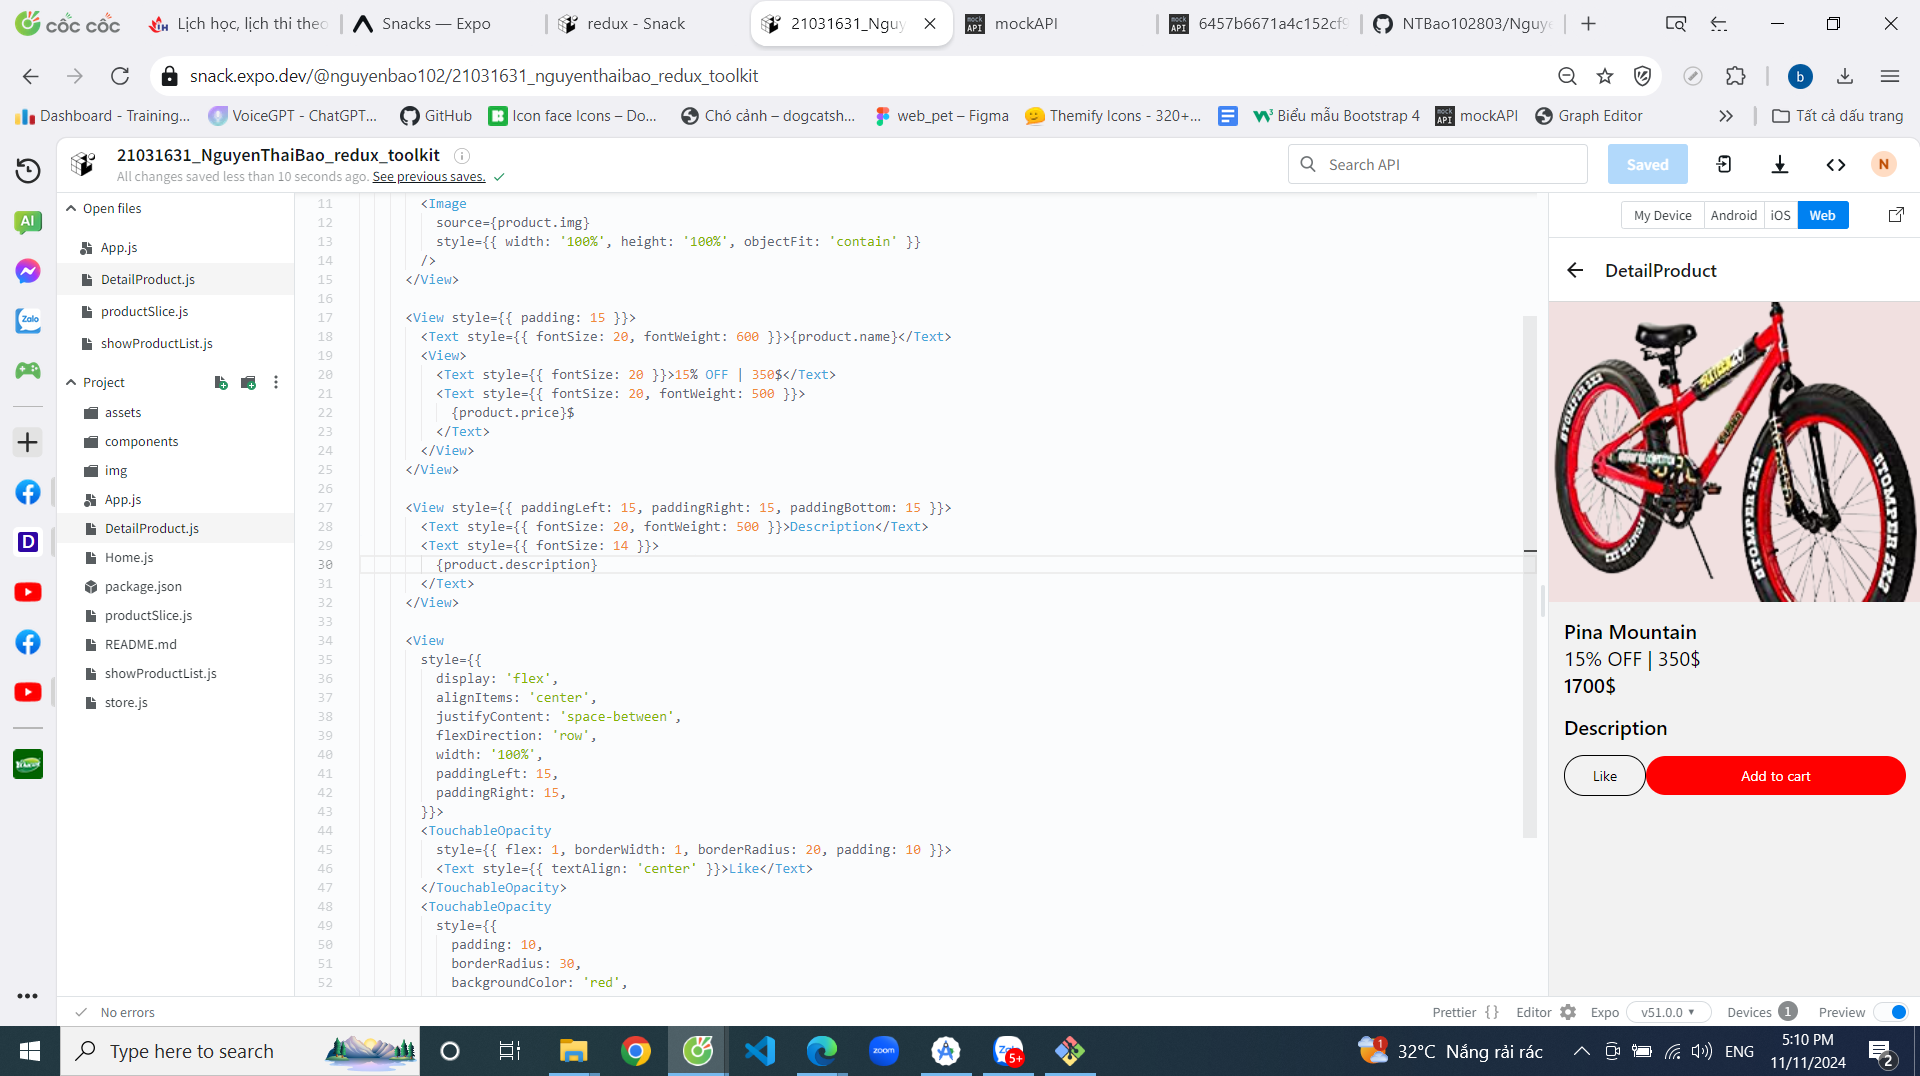 cốc cốc
Lịch học, lịch thi theo
Snacks — Expo
redux - Snack
21031631_Nguy
mockAPI
6457b6671a4c152cf9
NTBao102803/Nguye
snack.expo.dev/@nguyenbao102/21031631_nguyenthaibao_redux_toolkit
b
Dashboard - Training...
VoiceGPT - ChatGPT...
GitHub
Icon face Icons – Do...
Chó cảnh – dogcatsh...
web_pet – Figma
Themify Icons - 320+...
Biểu mẫu Bootstrap 4
mockAPI
Graph Editor
Tất cả dấu trang
21031631_NguyenThaiBao_redux_toolkit
All changes saved less than 10 seconds ago. See previous saves.
Search API
Saved
N
AI
Zalo
D
Open files
App.js
DetailProduct.js
productSlice.js
showProductList.js
Project
assets
components
img
App.js
DetailProduct.js
Home.js
package.json
productSlice.js
README.md
showProductList.js
store.js
11 <Image
12 source={product.img}
13 style={{ width: '100%', height: '100%', objectFit: 'contain' }}
14 />
15 </View>
16
17 <View style={{ padding: 15 }}>
18 <Text style={{ fontSize: 20, fontWeight: 600 }}>{product.name}</Text>
19 <View>
20 <Text style={{ fontSize: 20 }}>15% OFF | 350$</Text>
21 <Text style={{ fontSize: 20, fontWeight: 500 }}>
22 {product.price}$
23 </Text>
24 </View>
25 </View>
26
27 <View style={{ paddingLeft: 15, paddingRight: 15, paddingBottom: 15 }}>
28 <Text style={{ fontSize: 20, fontWeight: 500 }}>Description</Text>
29 <Text style={{ fontSize: 14 }}>
30 {product.description}
31 </Text>
32 </View>
33
34 <View
35 style={{
36 display: 'flex',
37 alignItems: 'center',
38 justifyContent: 'space-between',
39 flexDirection: 'row',
40 width: '100%',
41 paddingLeft: 15,
42 paddingRight: 15,
43 }}>
44 <TouchableOpacity
45 style={{ flex: 1, borderWidth: 1, borderRadius: 20, padding: 10 }}>
46 <Text style={{ textAlign: 'center' }}>Like</Text>
47 </TouchableOpacity>
48 <TouchableOpacity
49 style={{
50 padding: 10,
51 borderRadius: 30,
52 backgroundColor: 'red',
My Device
Android
iOS
Web
DetailProduct
STOMPER 2X2
Pina Mountain
15% OFF | 350$
1700$
Description
Like
Add to cart
No errors
Prettier { }
Editor
Expo
v51.0.0
Devices 1
Preview
Type here to search
zoom
5+
1
32°C Nắng rải rác
ENG
5:10 PM
11/11/2024
2